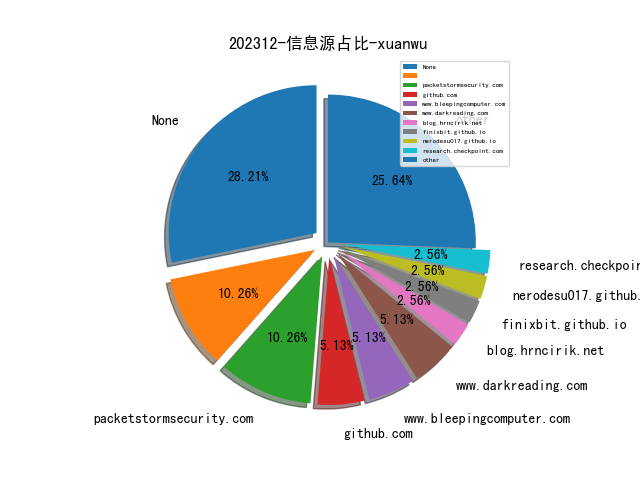 202312-信息源占比-xuanwu
None
packetstormsecurity.com
github.com
www.bleepingcomputer.com
www.darkreading.com
blog.hrncirik.net
finixbit.github.io
nerodesu017.github.io
research.checkpoint.com
other
None
other
28.21%
25.64%
10.26%
10.26%
5.13%
5.13%
5.13%
2.56%
2.56%
2.56%
2.56%
research.checkpoin
nerodesu017.github.
finixbit.github.io
blog.hrncirik.net
www.darkreading.com
www.bleepingcomputer.com
github.com
packetstormsecurity.com